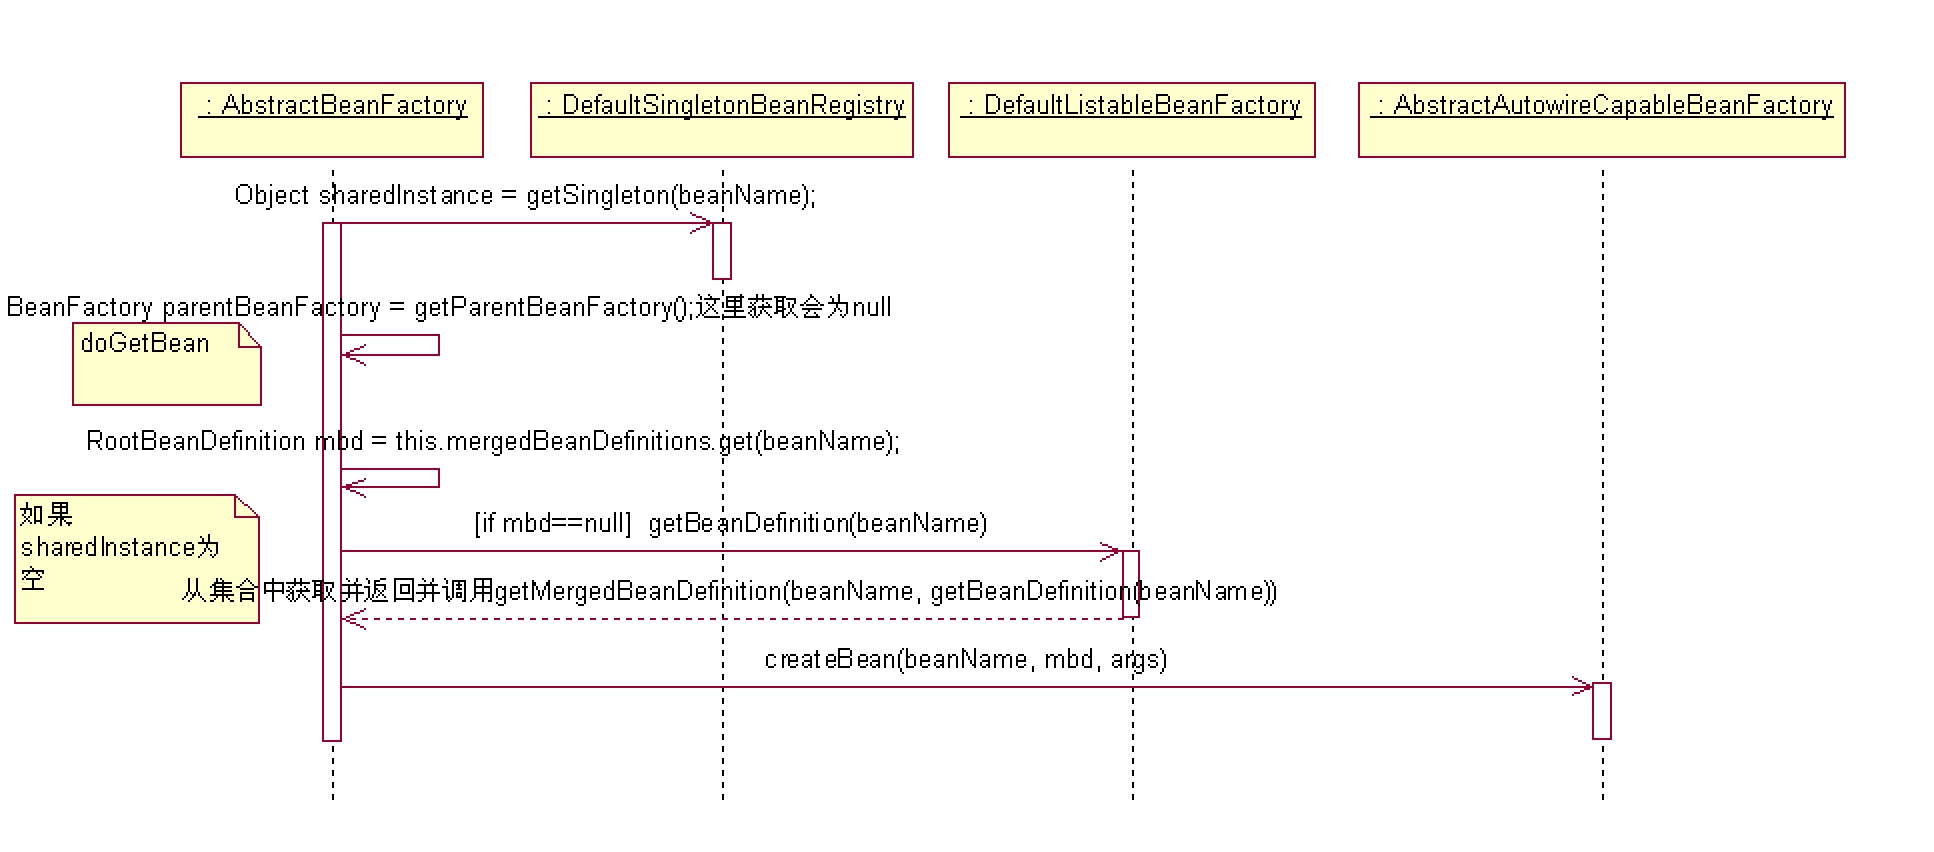 : AbstractBeanFactory
: DefaultSingletonBeanRegistry
: DefaultListableBeanFactory
: AbstractAutowireCapableBeanFactory
Object sharedInstance = getSingleton(beanName);
BeanFactory parentBeanFactory = getParentBeanFactory();这里获取会为null
doGetBean
RootBeanDefinition mbd = this.mergedBeanDefinitions.get(beanName);
如果
sharedInstance为
空
[if mbd==null] getBeanDefinition(beanName)
从集合中获取并返回并调用getMergedBeanDefinition(beanName, getBeanDefinition(beanName))
createBean(beanName, mbd, args)